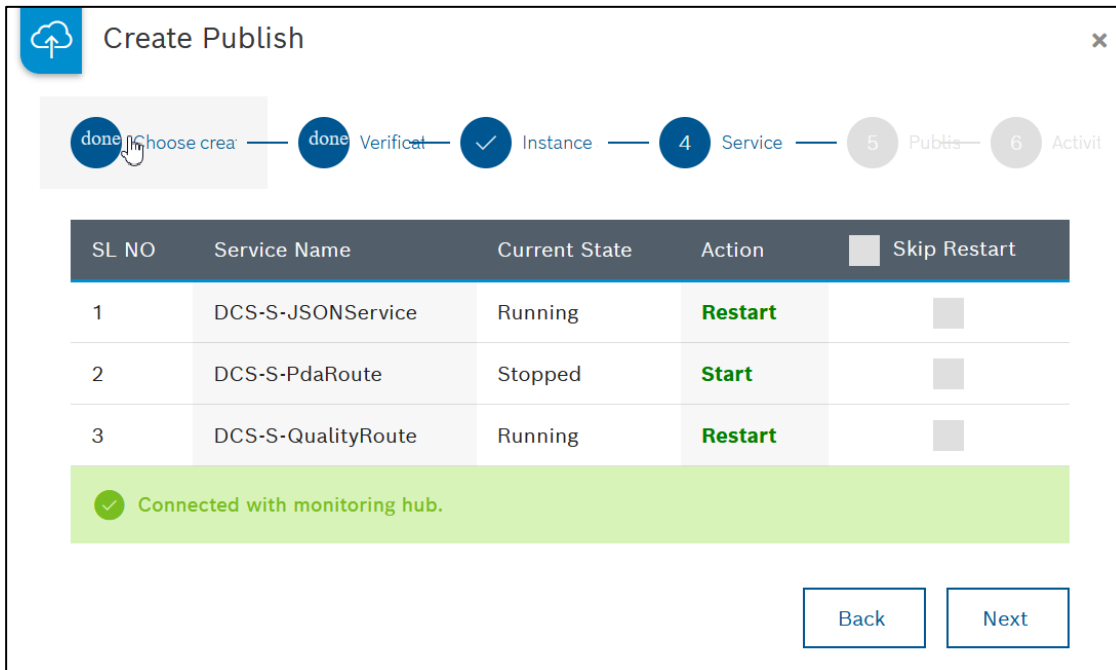 Create Publish
×
done Choose crea done Verificat Instance 4 Service 5 Publis 6 Activit
SL NO Service Name Current State Action Skip Restart
1 DCS-S-JSONService Running Restart
2 DCS-S-PdaRoute Stopped Start
3 DCS-S-QualityRoute Running Restart
Connected with monitoring hub.
Back Next